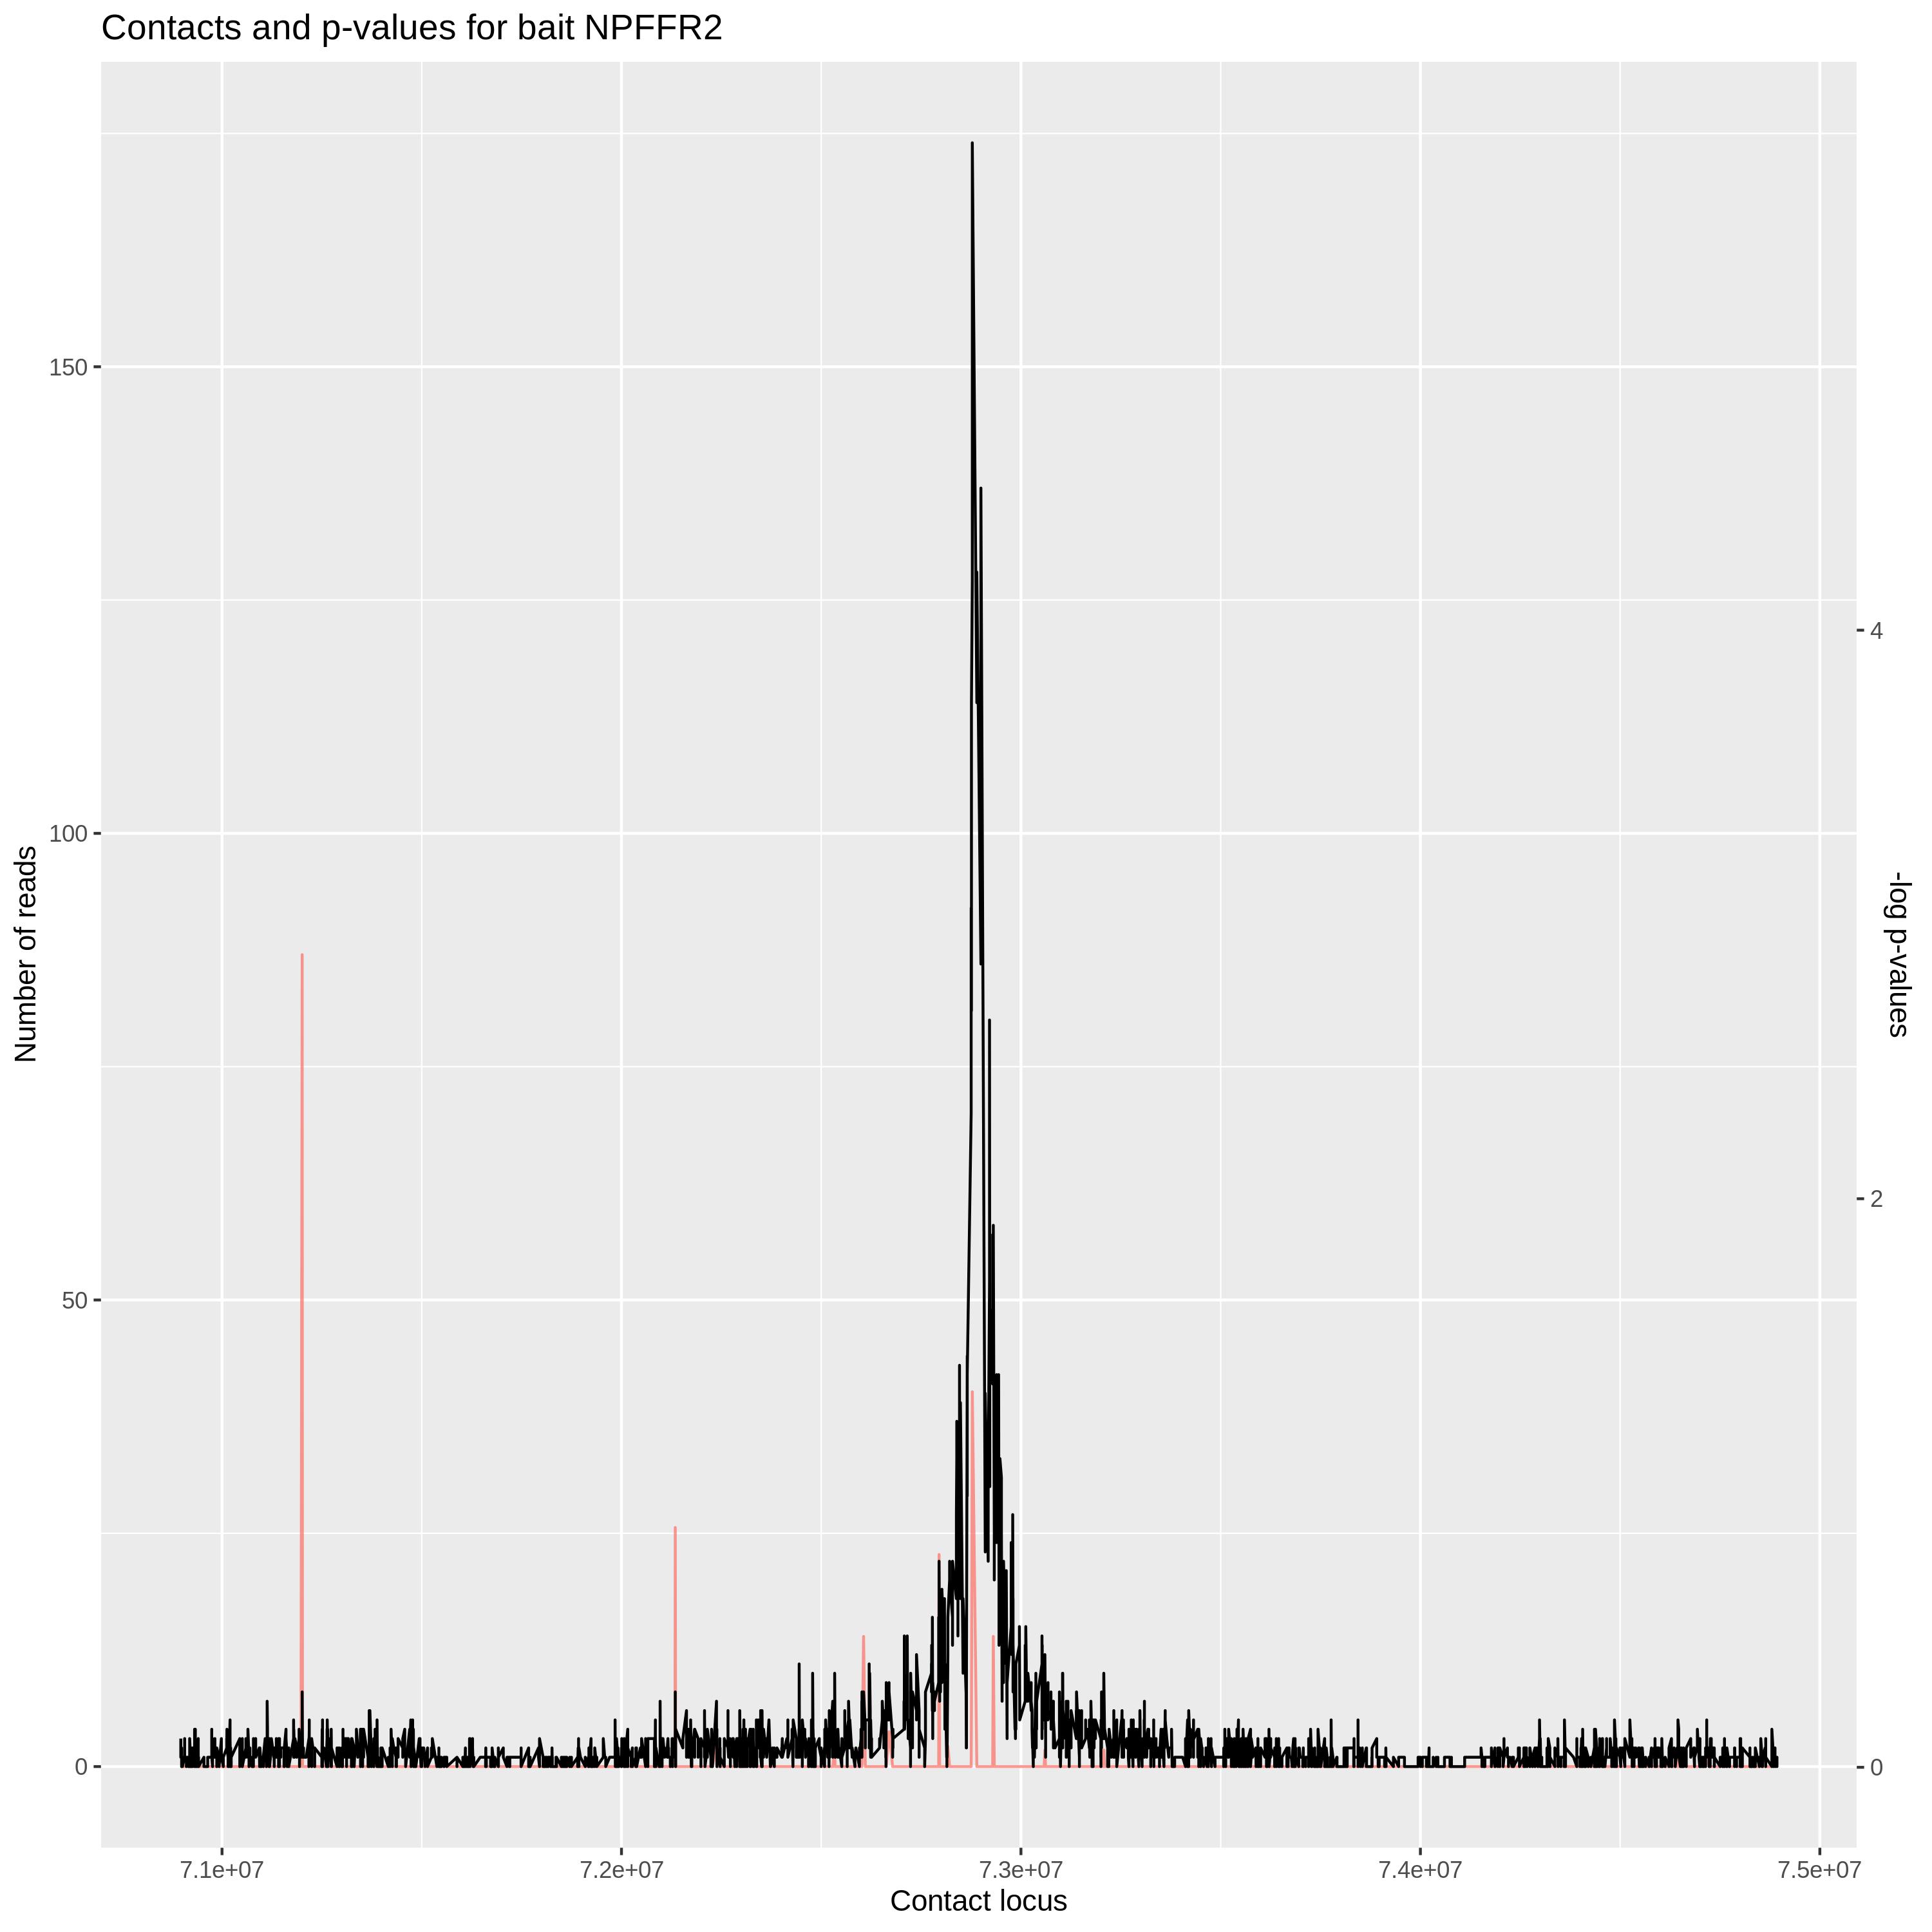 Contacts and p-values for bait NPFFR2
Number of reads
150
100
50
0
4
2
0
-log p-values
7.1e+07 7.2e+07 7.3e+07 7.4e+07 7.5e+07
Contact locus